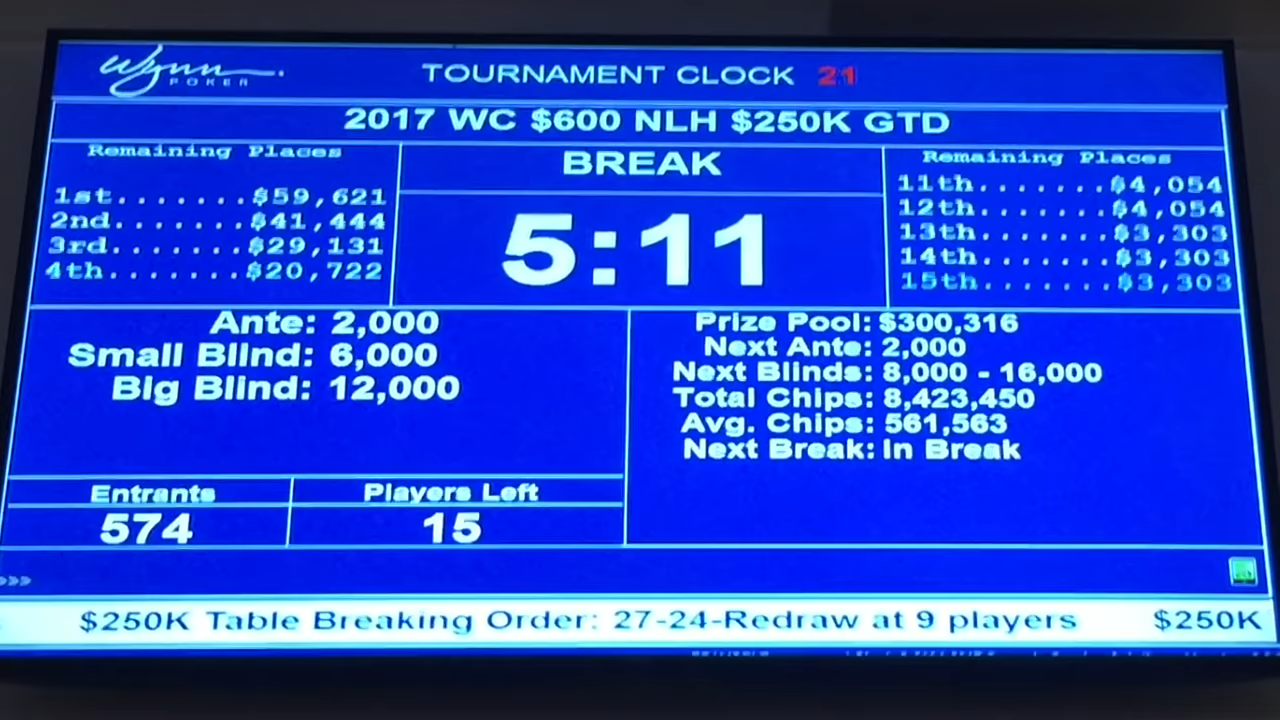 Wynn
POKER
TOURNAMENT CLOCK 21
2017 WC $600 NLH $250K GTD
Remaining Places
1st.......$59,621
2nd.......$41,444
3rd.......$29,131
4th.......$20,722
BREAK
5:11
Remaining Places
11th.......$4,054
12th.......$4,054
13th.......$3,303
14th.......$3,303
15th.......$3,303
Ante: 2,000
Small Blind: 6,000
Big Blind: 12,000
Prize Pool: $300,316
Next Ante: 2,000
Next Blinds: 8,000 - 16,000
Total Chips: 8,423,450
Avg. Chips: 561,563
Next Break: In Break
Entrants
574
Players Left
15
»»»
$250K Table Breaking Order: 27-24-Redraw at 9 players $250K